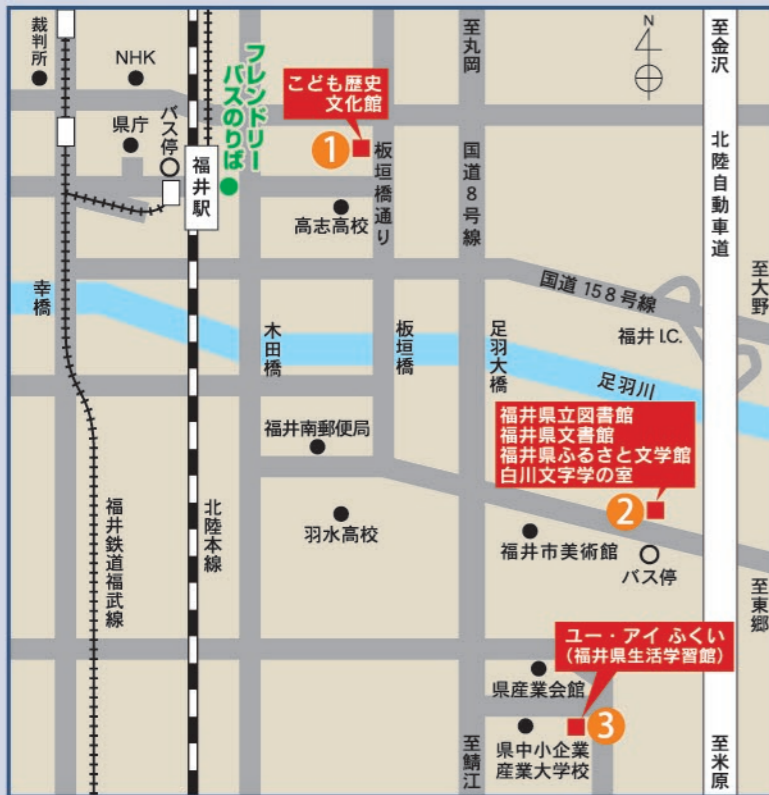 裁判所
NHK
県庁
バス停
福井駅
フレンドリー
バスのりば
こども歴史
文化館
1
板垣橋通り
高志高校
至丸岡
国道8号線
N
至金沢
北陸自動車道
国道158号線
至大野
福井I.C.
幸橋
木田橋
板垣橋
足羽大橋
足羽川
福井南郵便局
福井県立図書館
福井県文書館
福井県ふるさと文学館
白川文字学の室
2
羽水高校
福井市美術館
バス停
福井鉄道福武線
北陸本線
至東郷
ユー・アイ ふくい
(福井県生活学習館)
県産業会館
3
県中小企業
産業大学校
至鯖江
至米原